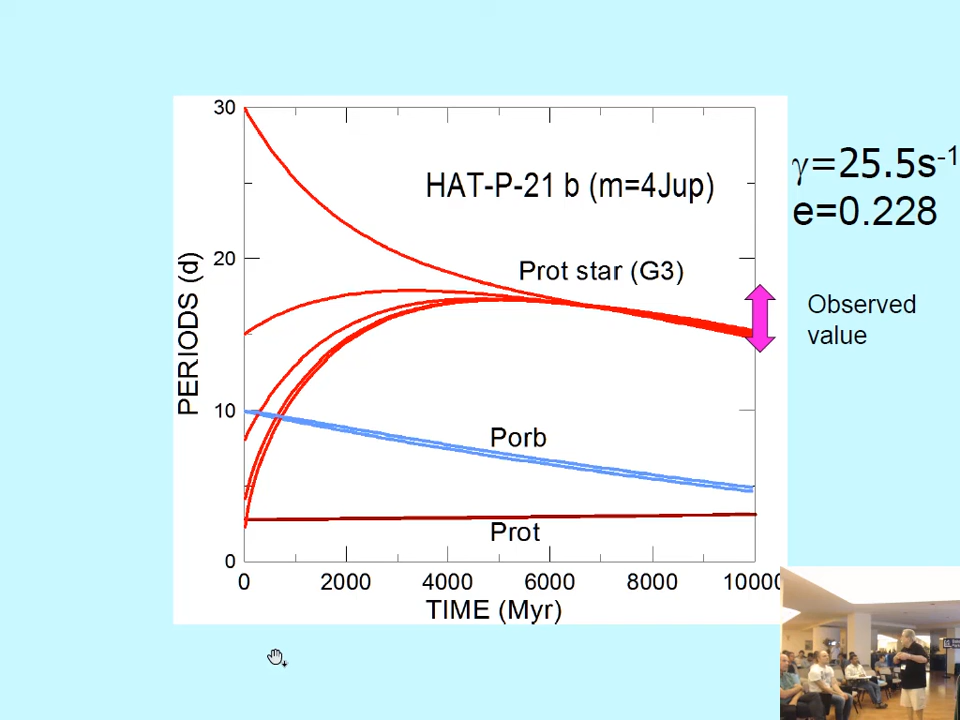 30
HAT-P-21 b (m=4Jup)
γ=25.5s⁻¹
e=0.228
20
Prot star (G3)
Observed
value
PERIODS (d)
10
Porb
Prot
0
0 2000 4000 6000 8000 10000
TIME (Myr)